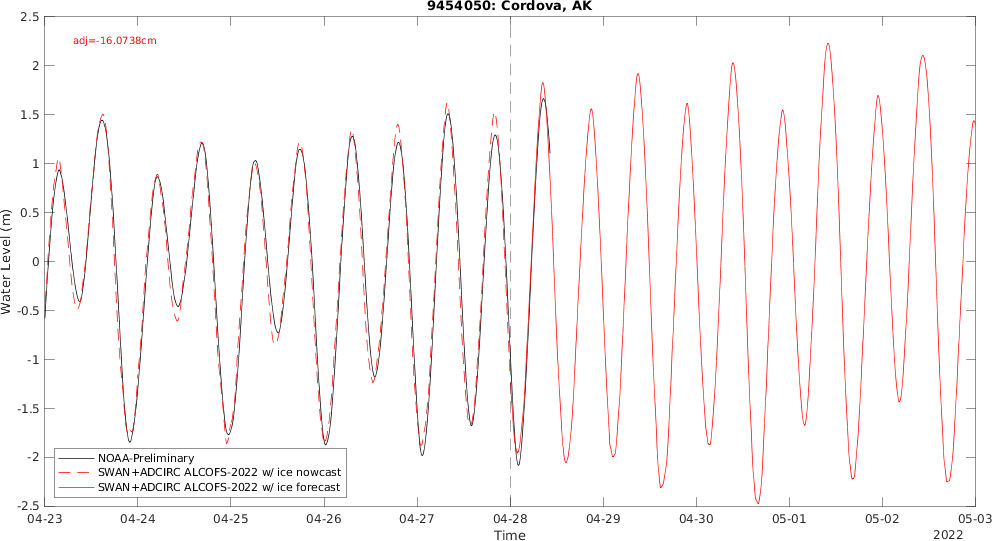 9454050: Cordova, AK
adj=-16.0738cm
2.5
2
1.5
1
0.5
0
-0.5
-1
-1.5
-2
-2.5
Water Level (m)
NOAA-Preliminary
SWAN+ADCIRC ALCOFS-2022 w/ ice nowcast
SWAN+ADCIRC ALCOFS-2022 w/ ice forecast
04-23 04-24 04-25 04-26 04-27 04-28 04-29 04-30 05-01 05-02 05-03
Time
2022